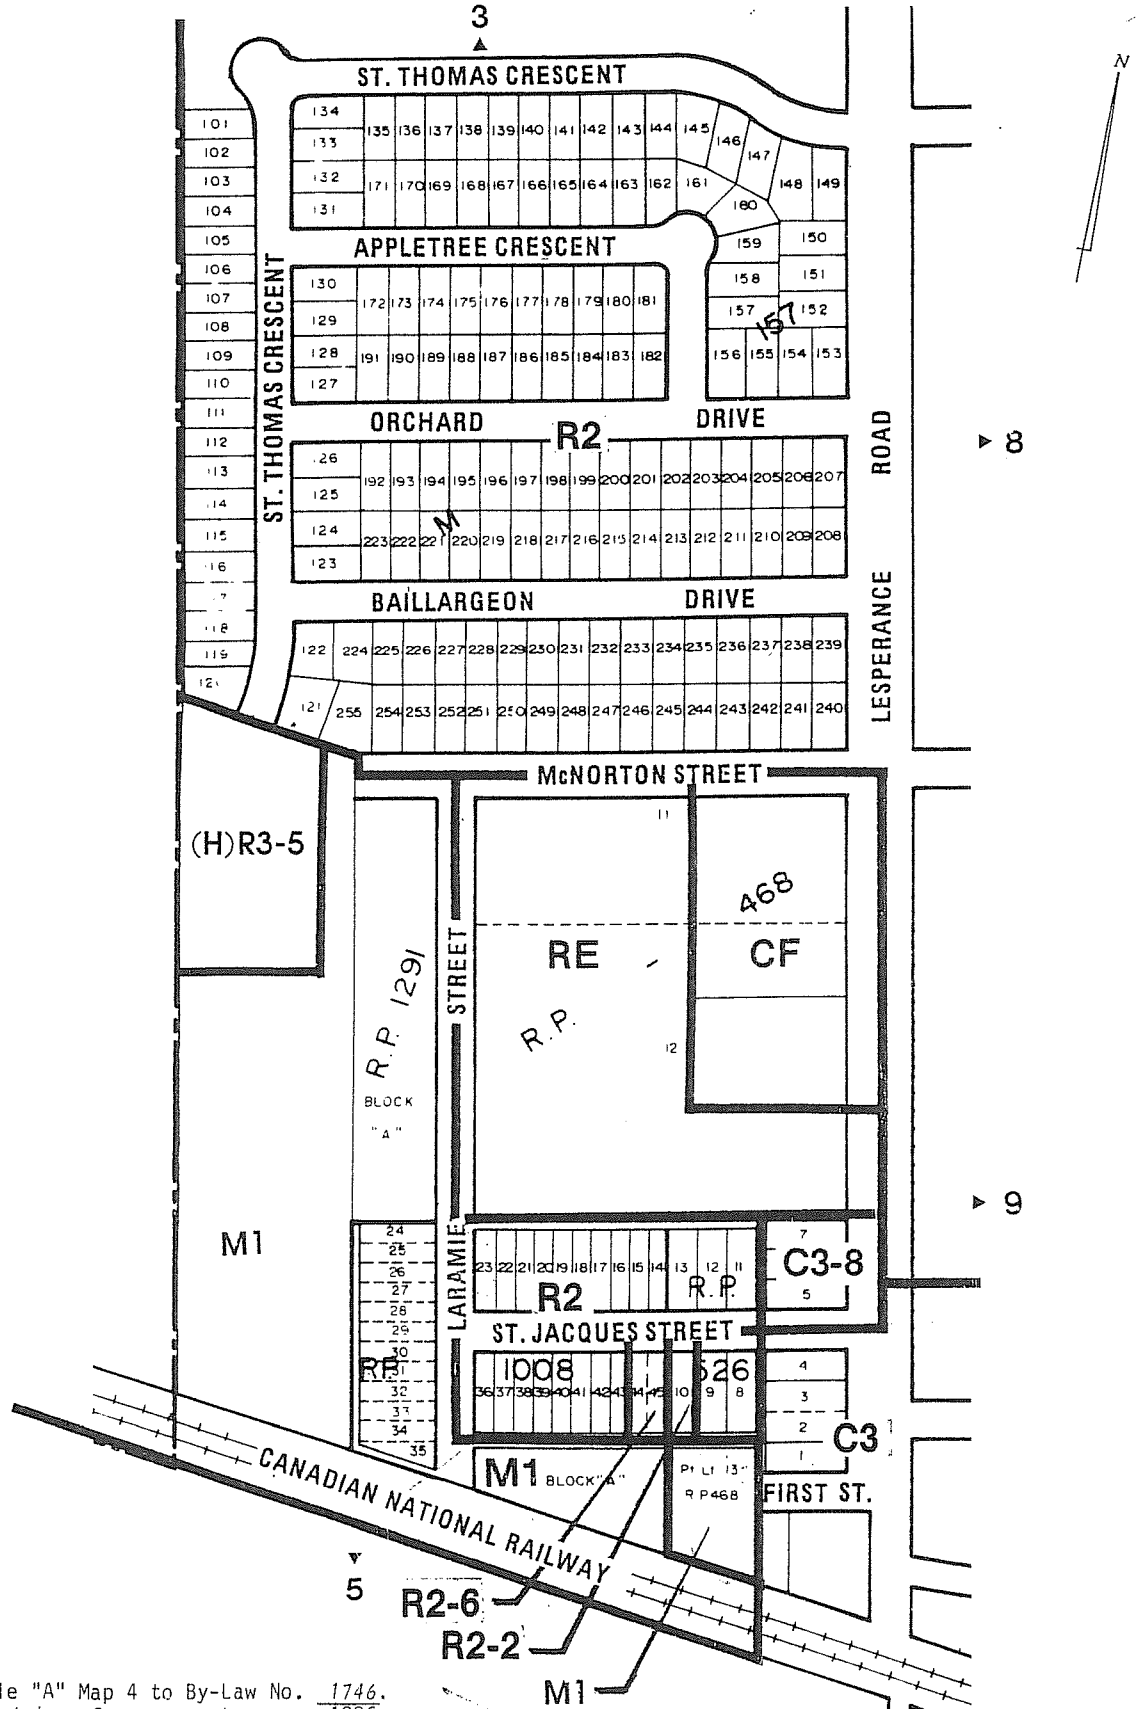 3
N
ST. THOMAS CRESCENT
134
101
135 136 137 138 139 140 141 142 143 144 145
133
146
102
147
103
132
171 170 169 168 167 166 165 164 163 162 161
148 149
104
131
180
105
APPLETREE CRESCENT
159
150
106
130
158
151
107
172 173 174 175 176 177 178 179 180 181
157
152
157
108
129
109
128
191 190 189 188 187 186 185 184 183 182
156 155 154 153
110
127
111
ST. THOMAS CRESCENT
ORCHARD
R2
DRIVE
ROAD
8
112
126
113
192 193 194 195 196 197 198 199 200 201 202 203 204 205 206 207
125
114
M
115
124
223 222 221 220 219 218 217 216 215 214 213 212 211 210 209 208
116
123
BAILLARGEON
DRIVE
LESPERANCE
118
119
122
224 225 226 227 228 229 230 231 232 233 234 235 236 237 238 239
121
255 254 253 252 251 250 249 248 247 246 245 244 243 242 241 240
McNORTON STREET
11
(H)R3-5
468
RE
CF
STREET
R.P. 1291
R.P.
12
BLOCK
"A"
9
M1
LARAMIE
24
25
26
27
28
29
30
31
32
33
34
35
R.P.
7
C3-8
5
23 22 21 20 19 18 17 16 15 14 13 12 11
R2
R.P.
ST. JACQUES STREET
1008
526
36 37 38 39 40 41 42 43 44 45 10 9 8
4
3
2
1
C3
M1
BLOCK "A"
Pt Lt 13
R P 468
FIRST ST.
CANADIAN NATIONAL RAILWAY
5
R2-6
R2-2
M1
le "A" Map 4 to By-Law No. 1746.